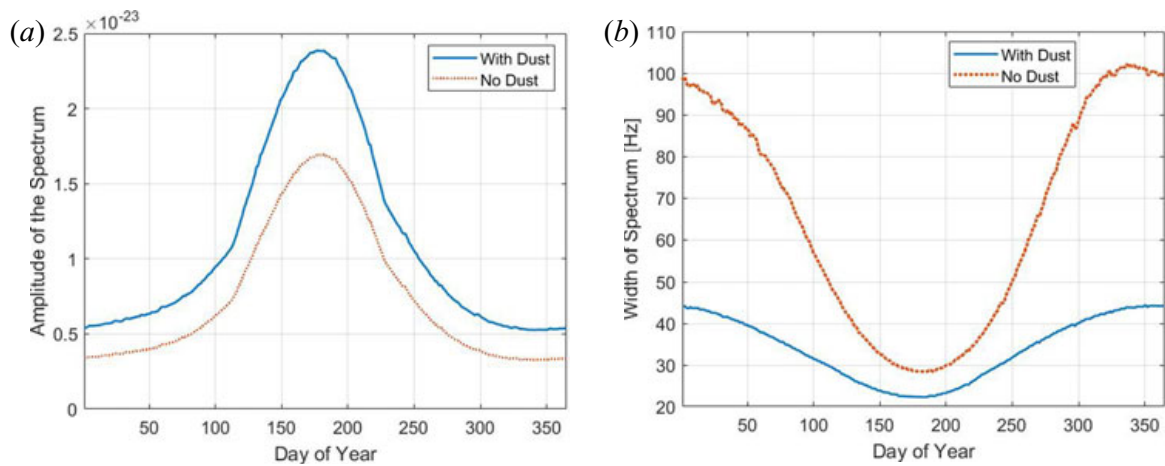 (a)
×10-23
2.5
2
1.5
1
0.5
0
Amplitude of the Spectrum
With Dust
No Dust
50 100 150 200 250 300 350
Day of Year
(b)
110
100
90
80
70
60
50
40
30
20
Width of Spectrum [Hz]
With Dust
No Dust
50 100 150 200 250 300 350
Day of Year